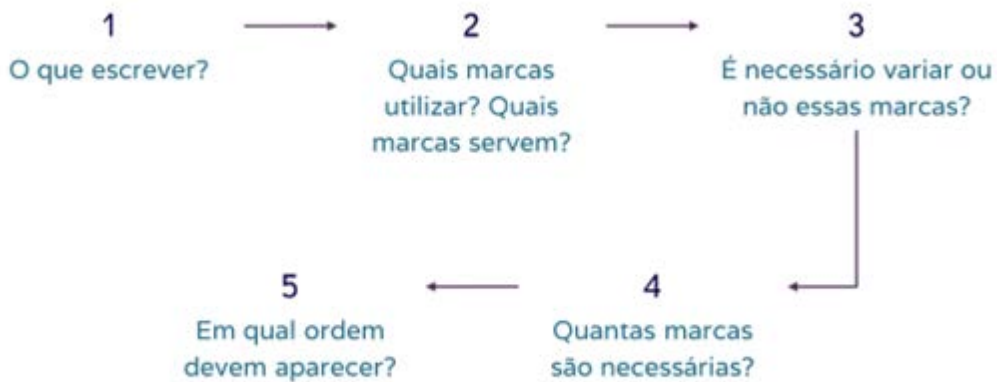 1
O que escrever?
2
Quais marcas
utilizar? Quais
marcas servem?
3
É necessário variar ou
não essas marcas?
4
Quantas marcas
são necessárias?
5
Em qual ordem
devem aparecer?